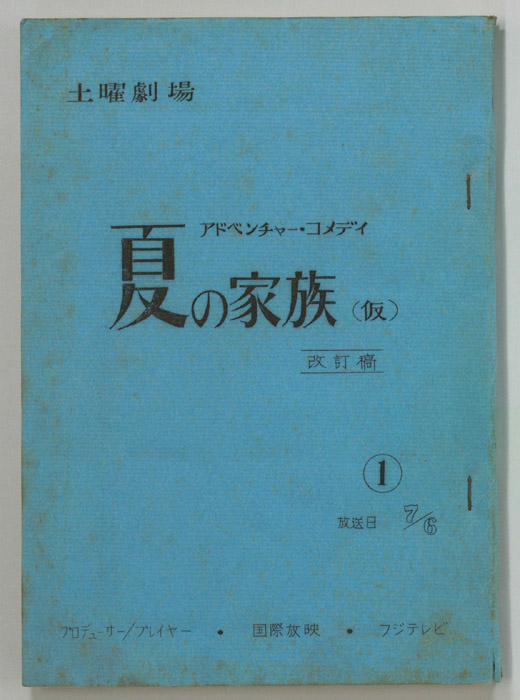 土曜劇場
アドベンチャー・コメディ
夏の家族（仮）
改訂稿
①
放送日 7/6
プロデューサー/プレイヤー ・ 国際放映 ・ フジテレビ